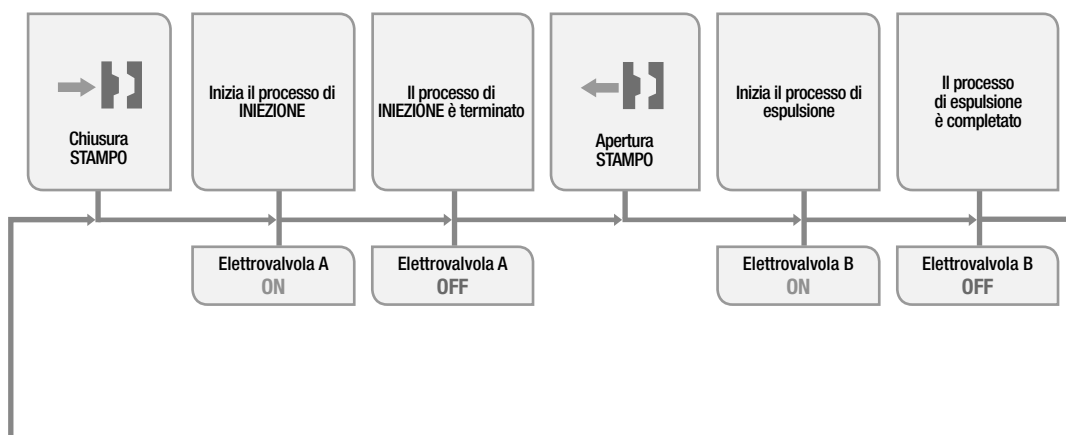 Chiusura
STAMPO
Inizia il processo di
INIEZIONE
Il processo di
INIEZIONE è terminato
Apertura
STAMPO
Inizia il processo di
espulsione
Il processo
di espulsione
è completato
Elettrovalvola A
ON
Elettrovalvola A
OFF
Elettrovalvola B
ON
Elettrovalvola B
OFF